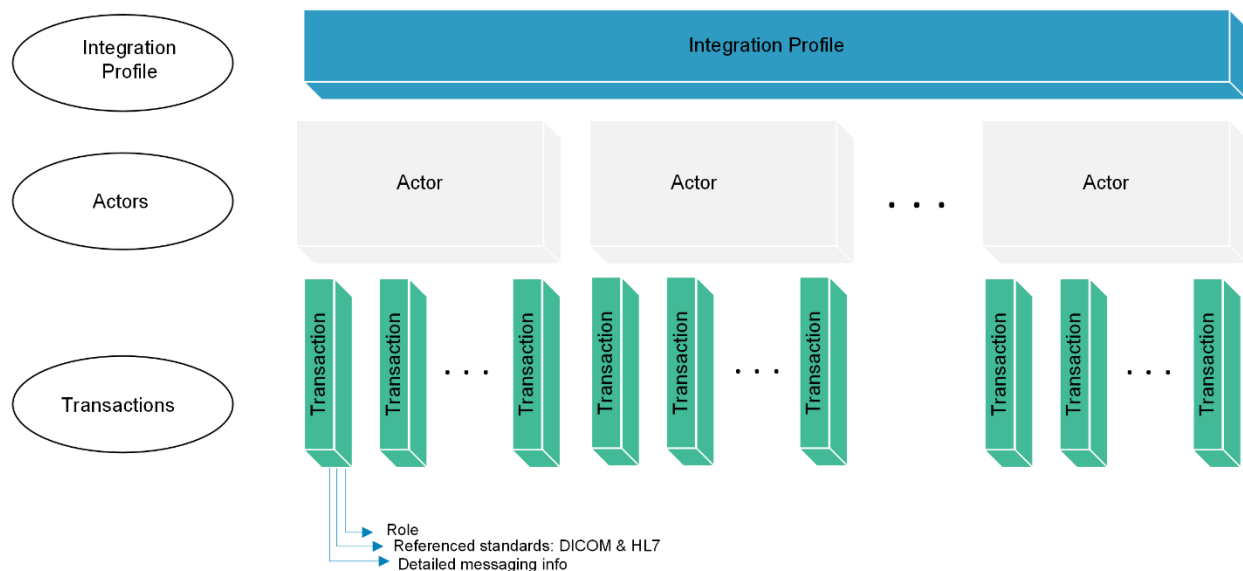 Integration
Profile
Integration Profile
Actors
Actor
Actor
. . .
Actor
Transactions
Transaction
Transaction
. . .
Transaction
Transaction
Transaction
. . .
Transaction
Transaction
Transaction
. . .
Transaction
Role
Referenced standards: DICOM & HL7
Detailed messaging info